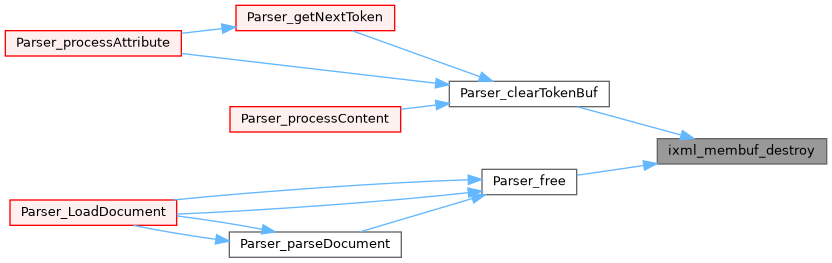 Parser_getNextToken
Parser_processAttribute
Parser_clearTokenBuf
Parser_processContent
ixml_membuf_destroy
Parser_free
Parser_LoadDocument
Parser_parseDocument